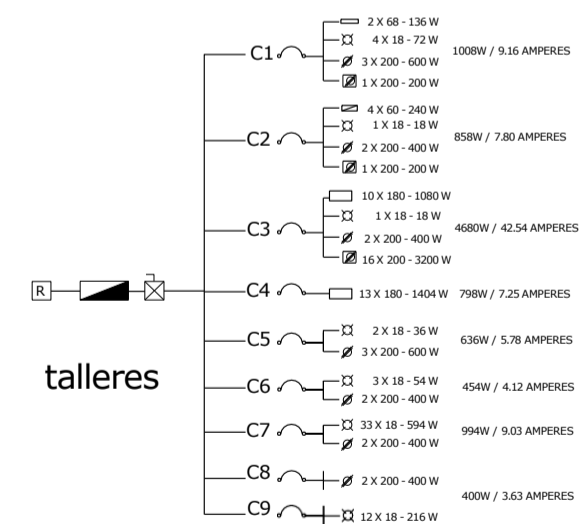 C1
2 X 68 - 136 W
4 X 18 - 72 W
3 X 200 - 600 W
1 X 200 - 200 W
1008W / 9.16 AMPERES
C2
4 X 60 - 240 W
1 X 18 - 18 W
2 X 200 - 400 W
1 X 200 - 200 W
858W / 7.80 AMPERES
C3
10 X 180 - 1080 W
1 X 18 - 18 W
2 X 200 - 400 W
16 X 200 - 3200 W
4680W / 42.54 AMPERES
R
C4
13 X 180 - 1404 W
798W / 7.25 AMPERES
C5
2 X 18 - 36 W
3 X 200 - 600 W
636W / 5.78 AMPERES
talleres
C6
3 X 18 - 54 W
2 X 200 - 400 W
454W / 4.12 AMPERES
C7
33 X 18 - 594 W
2 X 200 - 400 W
994W / 9.03 AMPERES
C8
2 X 200 - 400 W
400W / 3.63 AMPERES
C9
12 X 18 - 216 W